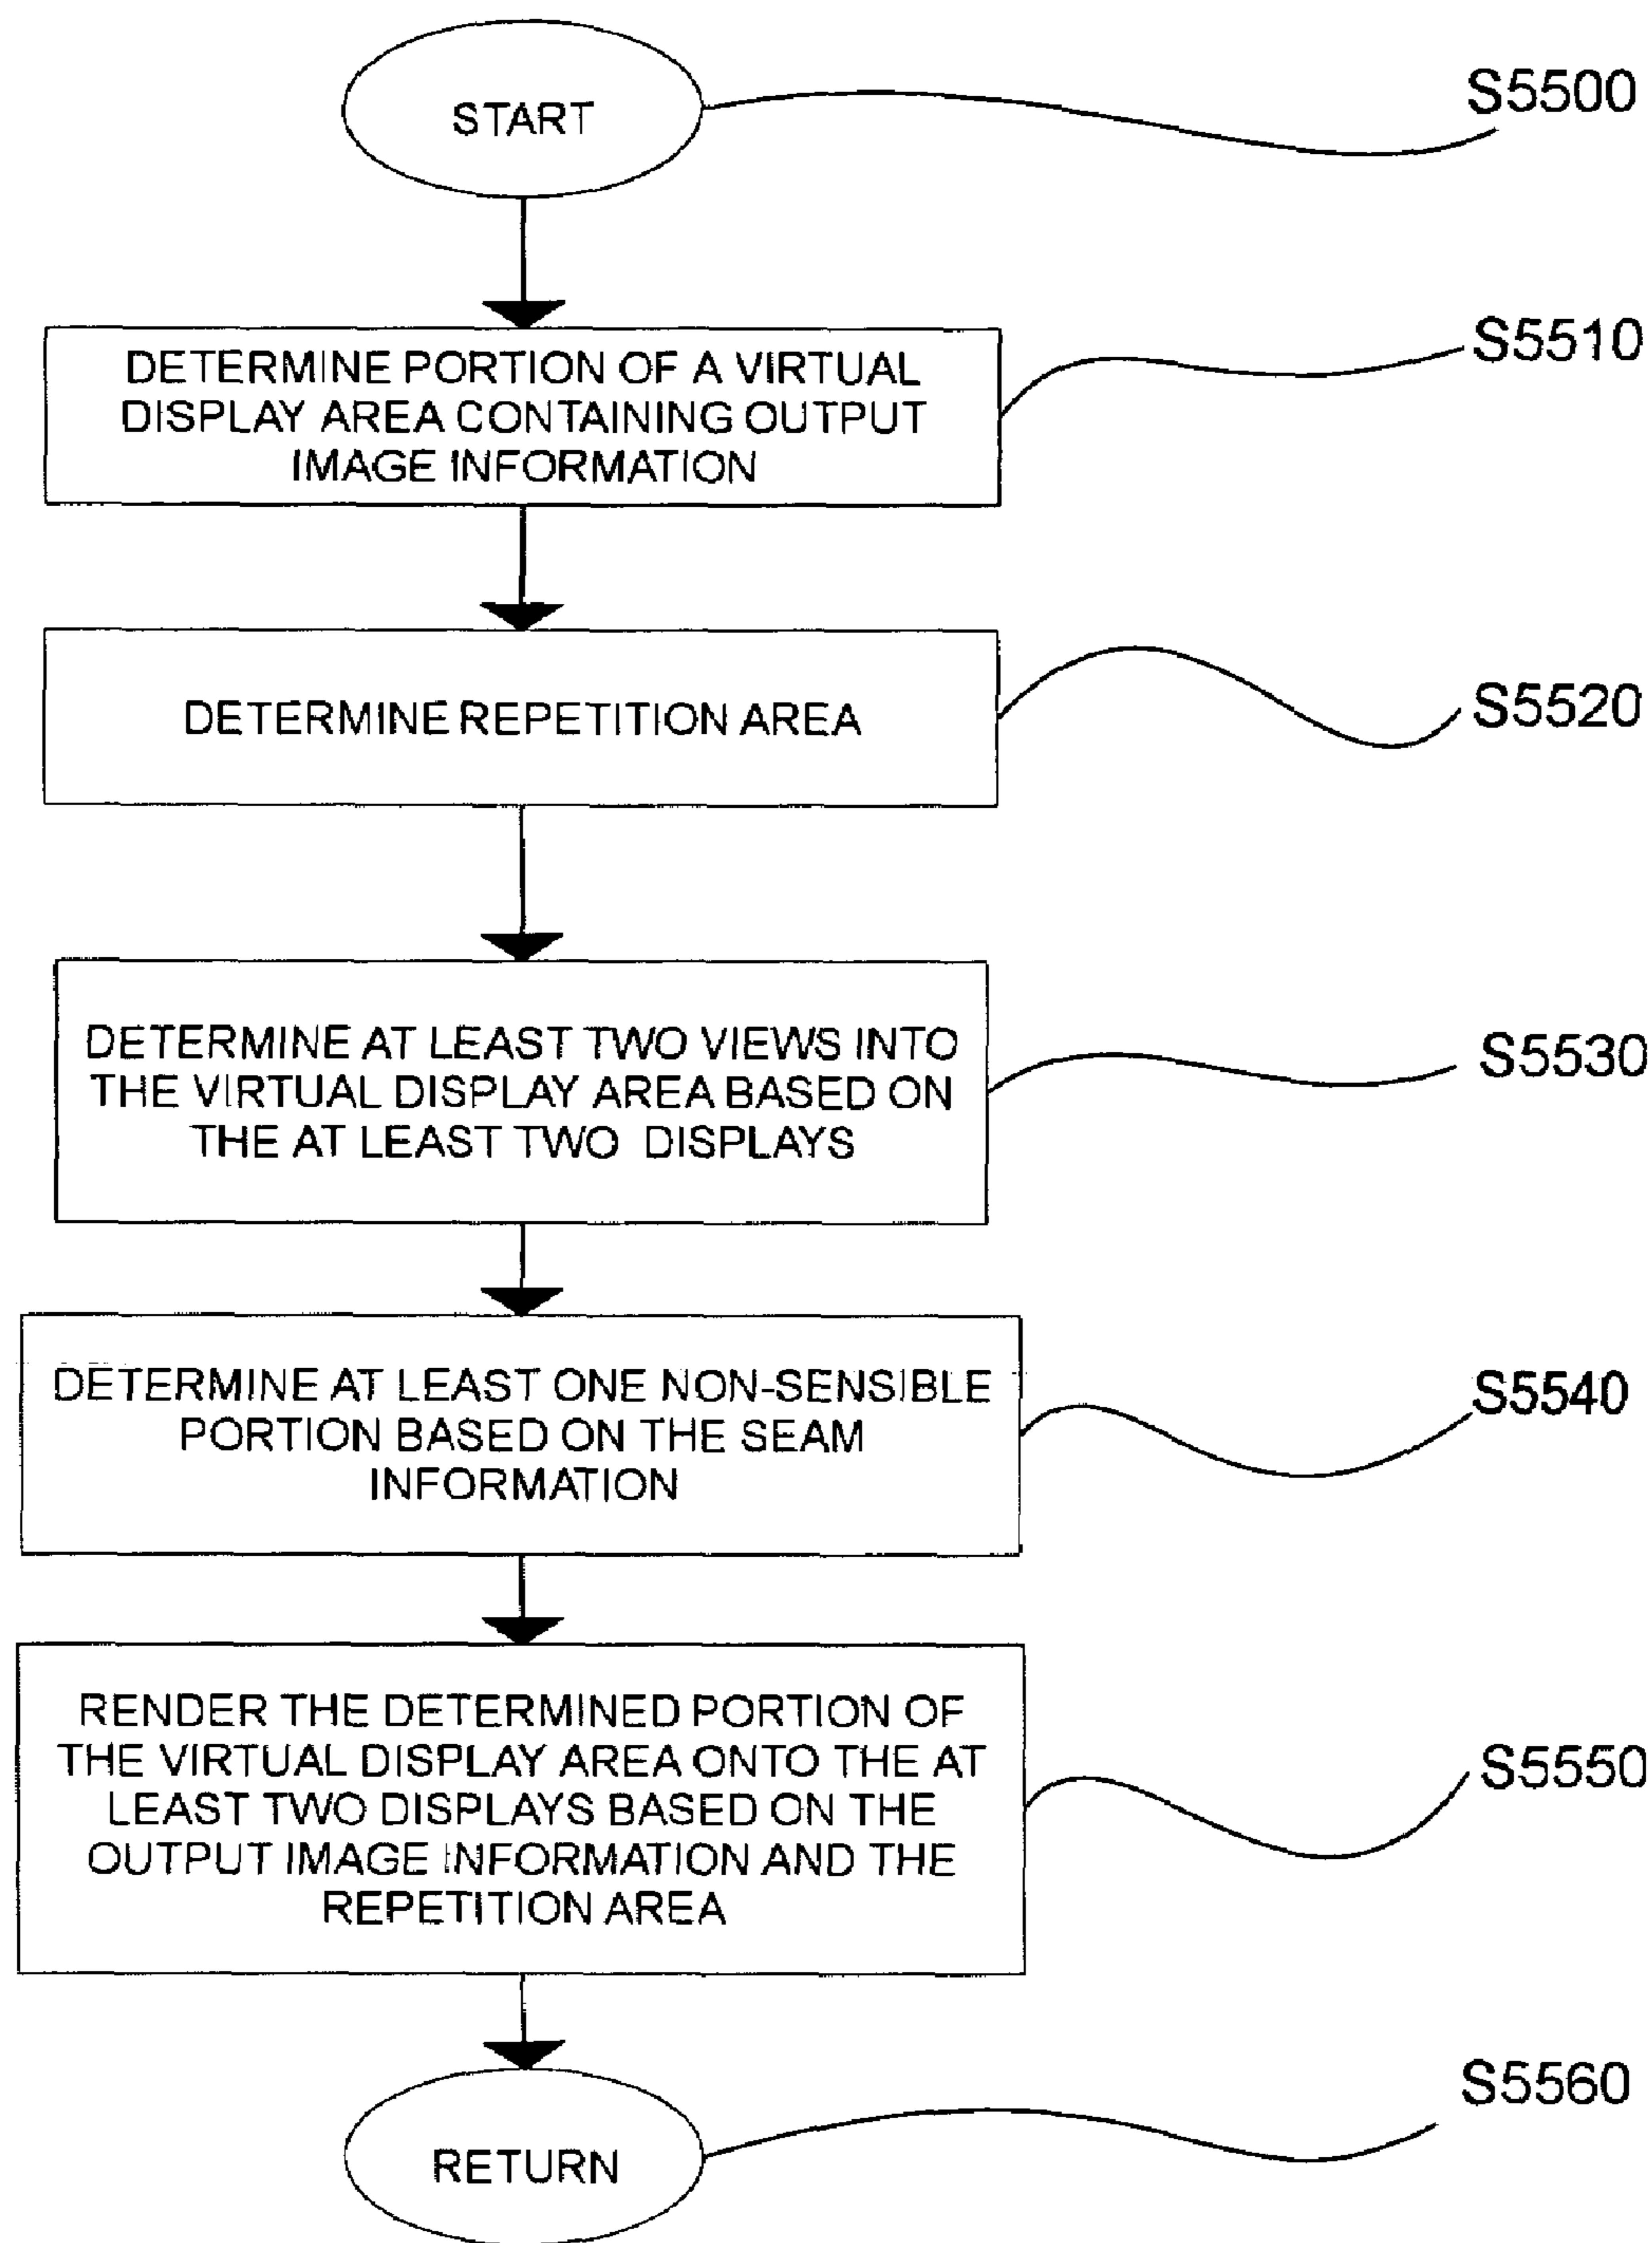 START
S5500
DETERMINE PORTION OF A VIRTUAL
DISPLAY AREA CONTAINING OUTPUT
IMAGE INFORMATION
S5510
DETERMINE REPETITION AREA
S5520
DETERMINE AT LEAST TWO VIEWS INTO
THE VIRTUAL DISPLAY AREA BASED ON
THE AT LEAST TWO DISPLAYS
S5530
DETERMINE AT LEAST ONE NON-SENSIBLE
PORTION BASED ON THE SEAM
INFORMATION
S5540
RENDER THE DETERMINED PORTION OF
THE VIRTUAL DISPLAY AREA ONTO THE AT
LEAST TWO DISPLAYS BASED ON THE
OUTPUT IMAGE INFORMATION AND THE
REPETITION AREA
S5550
RETURN
S5560